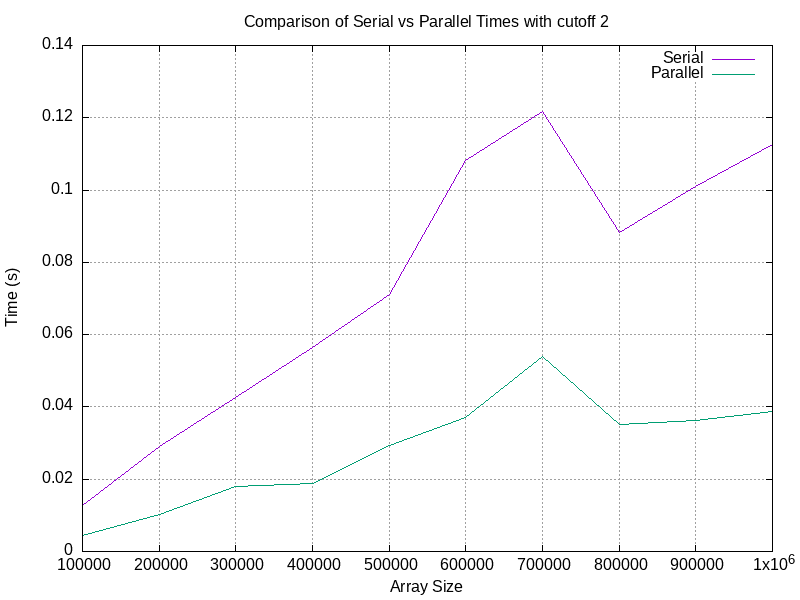 Comparison of Serial vs Parallel Times with cutoff 2
0.14
Serial
Parallel
0.12
0.1
0.08
Time (s)
0.06
0.04
0.02
0
100000 200000 300000 400000 500000 600000 700000 800000 900000 1x10^6
Array Size